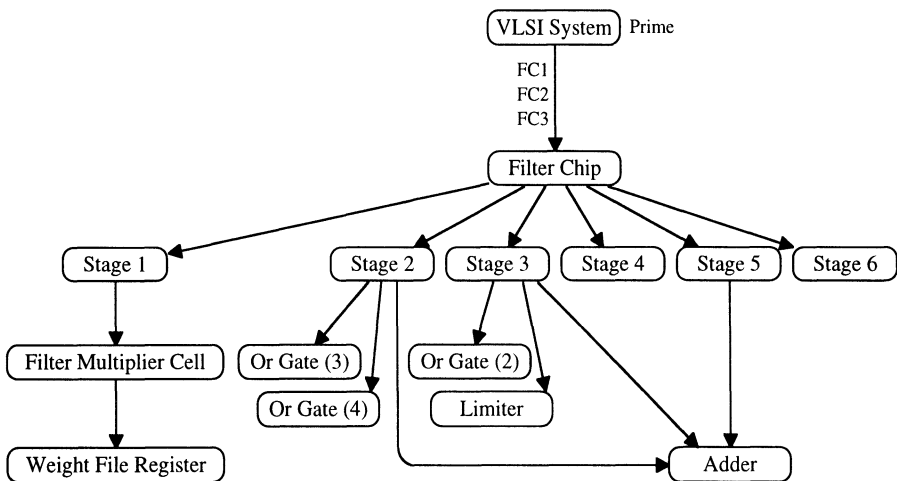 VLSI System Prime
FC1
FC2
FC3
Filter Chip
Stage 1 Stage 2 Stage 3 Stage 4 Stage 5 Stage 6
Filter Multiplier Cell Or Gate (3) Or Gate (2)
Or Gate (4) Limiter
Weight File Register Adder